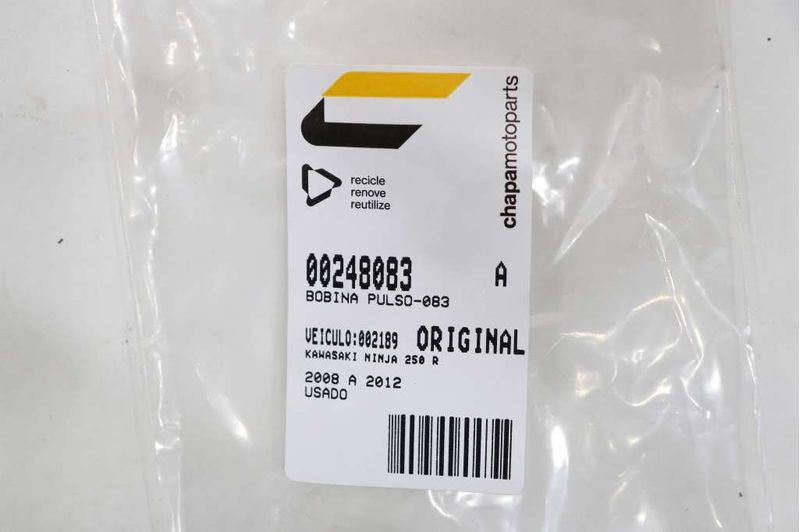 chapamotoparts
recicle
renove
reutilize
00248083 A
BOBINA PULSO-083
VEICULO:002189 ORIGINAL
KAWASAKI NINJA 250 R
2008 A 2012
USADO